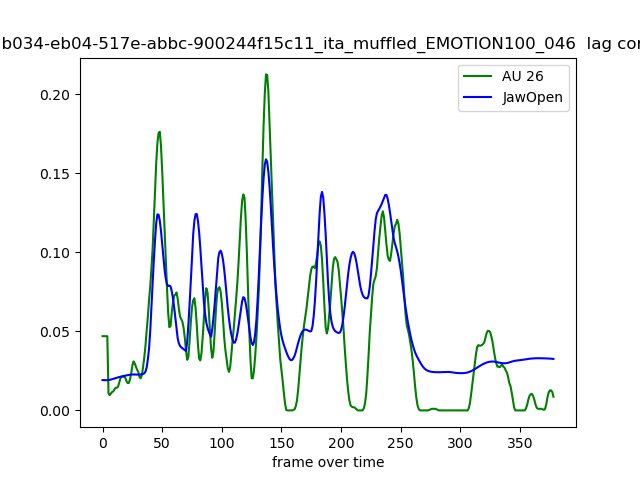 b034-eb04-517e-abbc-900244f15c11_ita_muffled_EMOTION100_046 lag
AU 26
JawOpen
0.20
0.15
0.10
0.05
0.00
0 50 100 150 200 250 300 350
frame over time